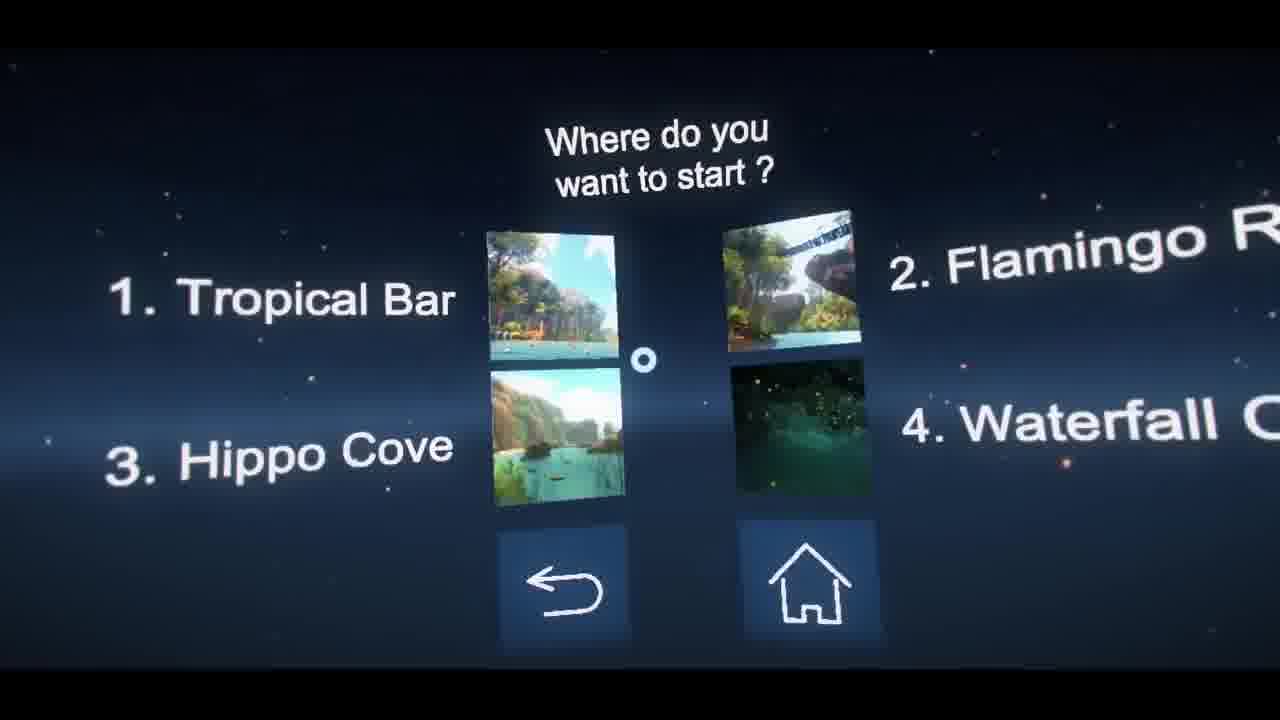 Where do you
want to start ?
1. Tropical Bar
2. Flamingo
3. Hippo Cove
4. Waterfall